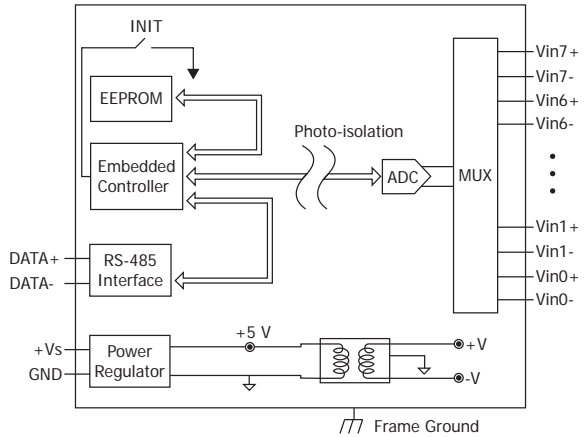 INIT
Vin7+
Vin7-
EEPROM
Vin6+
Vin6-
Photo-isolation
Embedded
Controller
ADC
MUX
Vin1+
Vin1-
Vin0+
Vin0-
DATA+
DATA-
RS-485
Interface
+5 V
+Vs
GND
Power
Regulator
+V
-V
Frame Ground